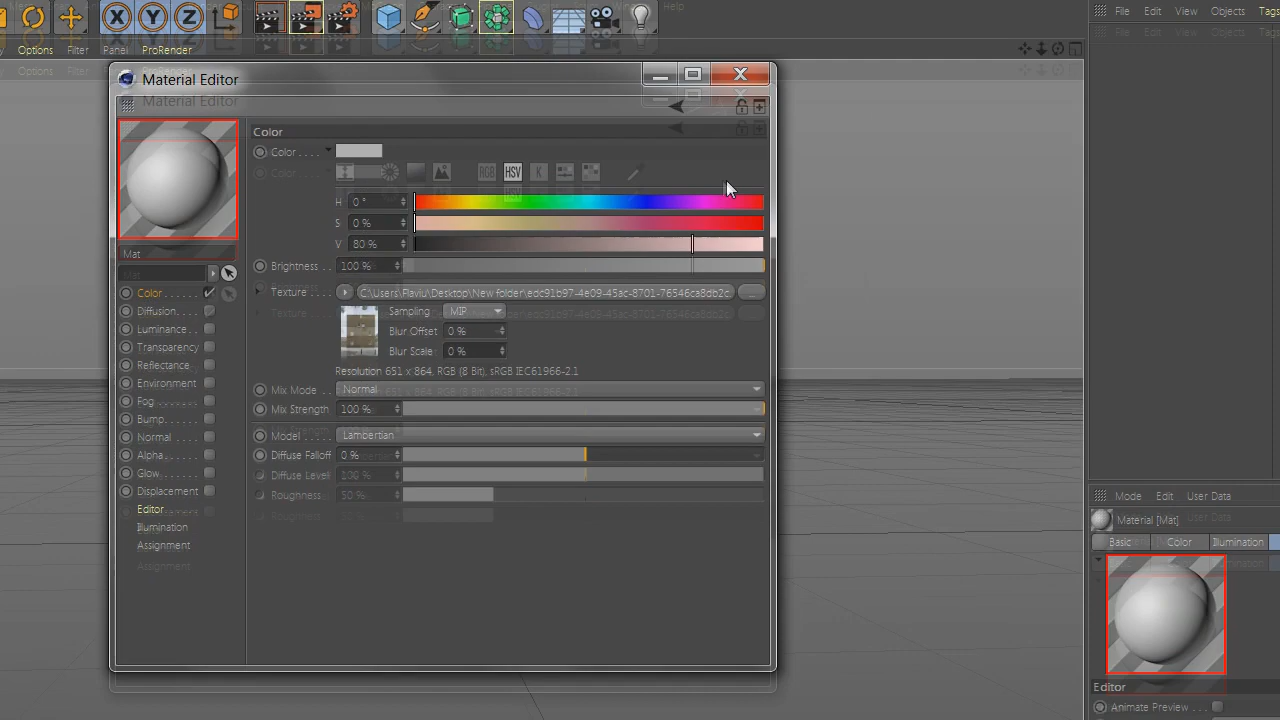 File Edit View Objects Tags
Options Filter Panel ProRender
Material Editor
Color
Color . . . .
RGB HSV K
H 0 °
S 0 %
V 80 %
Mat
Brightness . 100 %
Texture . . . . C:\Users\Flaviu\Desktop\New folder\edc91b97-4e09-45ac-8701-76546ca8db2c ...
Sampling MIP
Blur Offset 0 %
Blur Scale 0 %
Resolution 651 x 864, RGB (8 Bit), sRGB IEC61966-2.1
Mix Mode . . Normal
Mix Strength 100 %
Model . . . . . Lambertian
Diffuse Falloff 0 %
Diffuse Level 100 %
Roughness 50 %
Color . . . . . .
Diffusion. . . .
Luminance. .
Transparency
Reflectance
Environment
Fog. . . . . . . .
Bump. . . . . .
Normal . . . .
Alpha. . . . . .
Glow. . . . . . .
Displacement
Editor
Illumination
Assignment
Mode Edit User Data
Material [Mat]
Basic Color Illumination
Editor
Animate Preview . . .